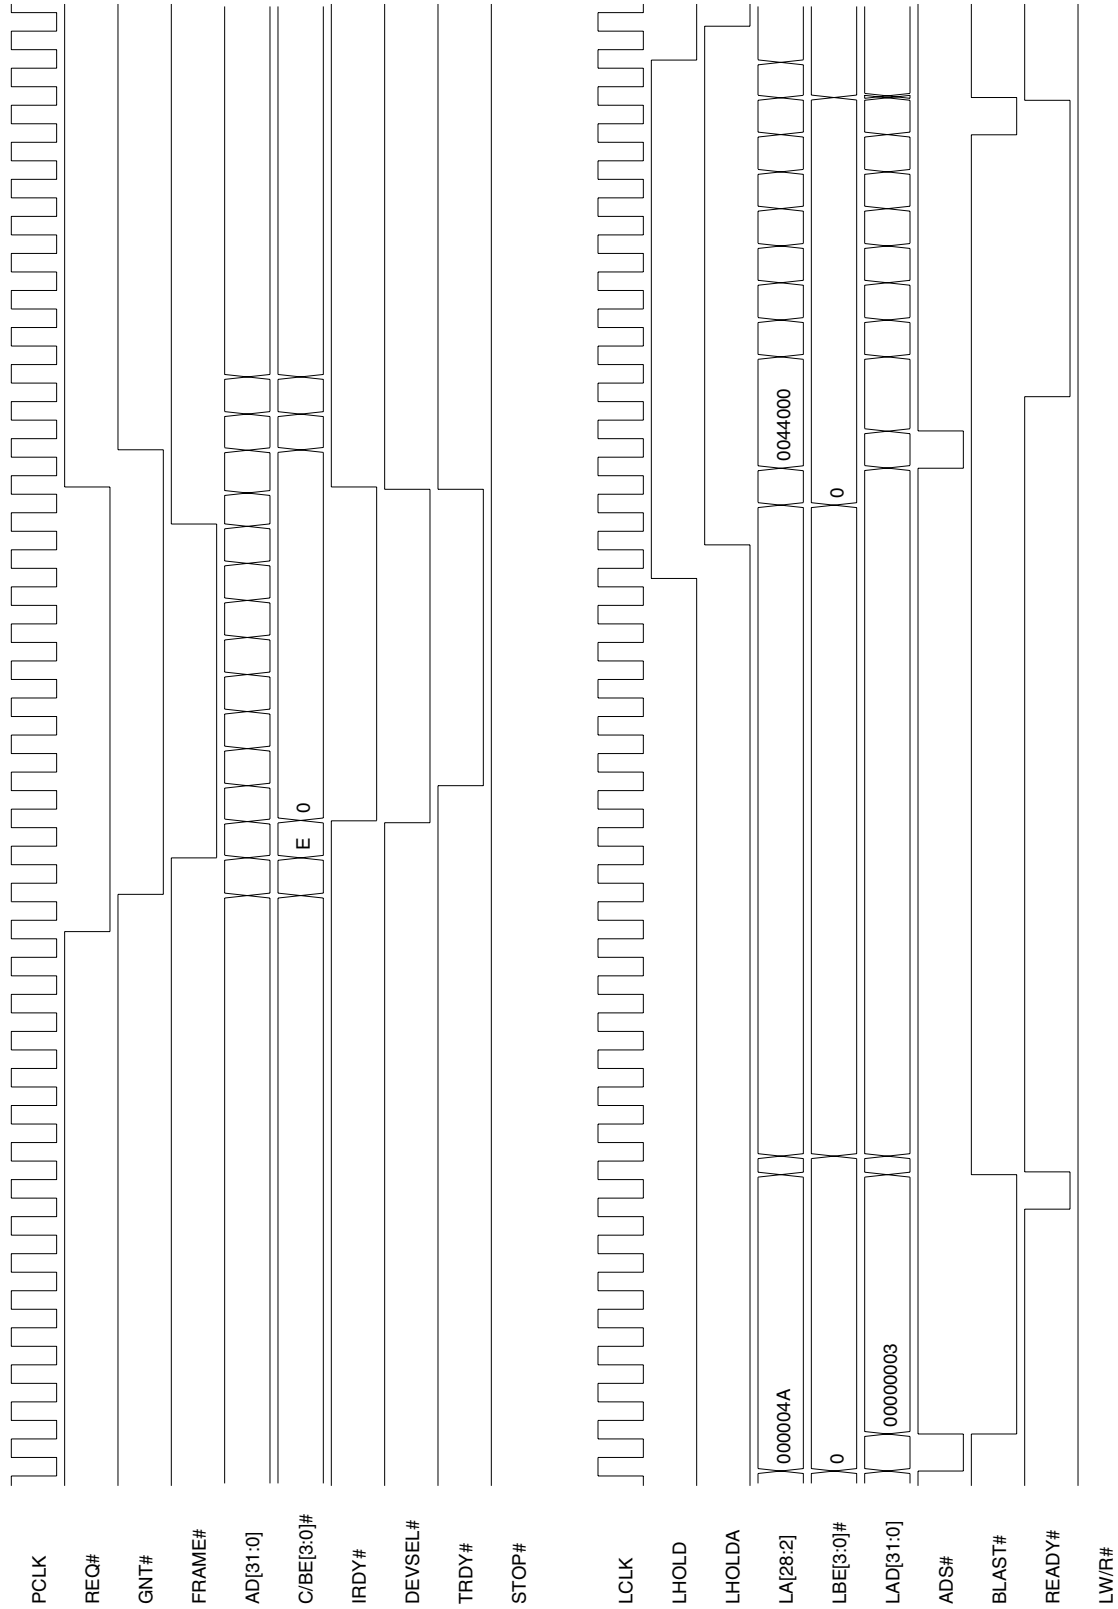 PCLK
REQ#
GNT#
FRAME#
AD[31:0]
C/BE[3:0]# E 0
IRDY#
DEVSEL#
TRDY#
STOP#
LCLK
LHOLD
LHOLDA
LA[28:2] 000004A 0044000
LBE[3:0]# 0 0
LAD[31:0] 00000003
ADS#
BLAST#
READY#
LW/R#